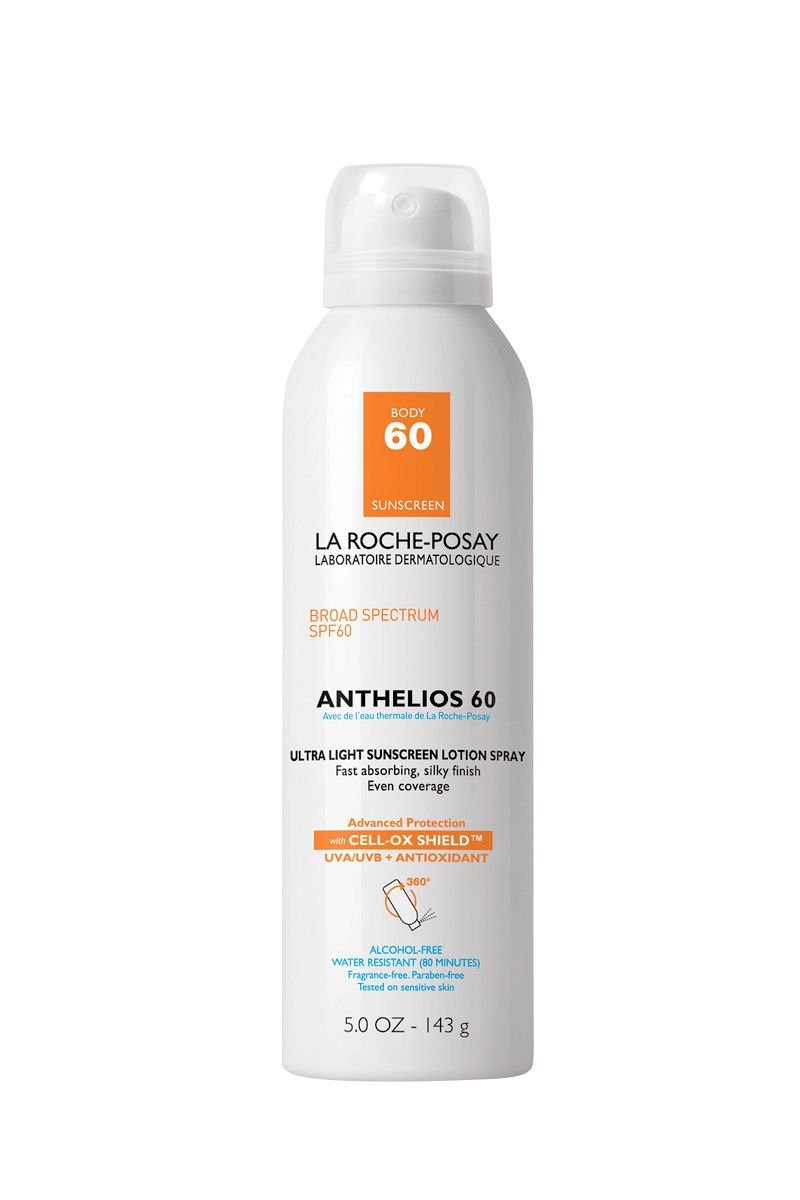 BODY
60
SUNSCREEN
LA ROCHE-POSAY
LABORATOIRE DERMATOLOGIQUE
BROAD SPECTRUM
SPF60
ANTHELIOS 60
Avec de l'eau thermale de La Roche-Posay
ULTRA LIGHT SUNSCREEN LOTION SPRAY
Fast absorbing, silky finish
Even coverage
Advanced Protection
with CELL-OX SHIELD™
UVA/UVB + ANTIOXIDANT
360°
ALCOHOL-FREE
WATER RESISTANT (80 MINUTES)
Fragrance-free. Paraben-free
Tested on sensitive skin
5.0 OZ - 143 g